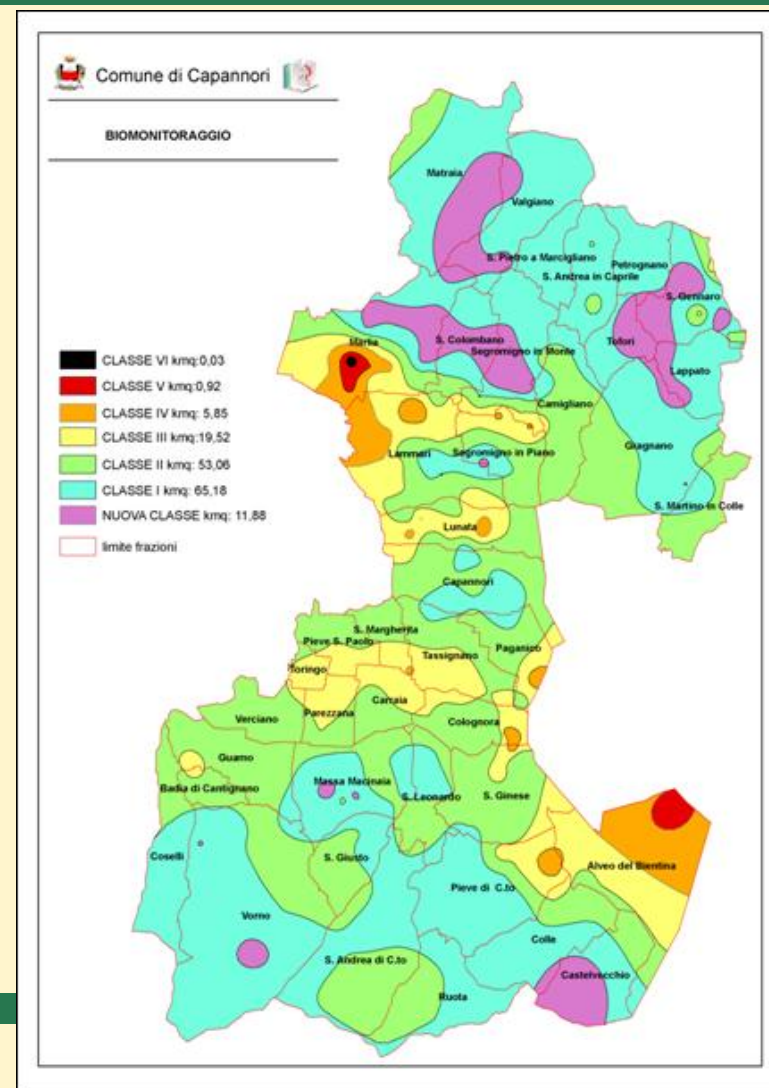 Comune di Capannori
BIOMONITORAGGIO
Matraia
Valgiano
S. Pietro a Marcigliano
Petrognano
S. Andrea in Caprile
S. Gennaro
Marlia
S. Colombano
Tofori
Segromigno in Monte
Lappato
CLASSE VI kmq:0,03
CLASSE V kmq:0,92
CLASSE IV kmq: 5,85
CLASSE III kmq:19,52
CLASSE II kmq: 53,06
CLASSE I kmq: 65,18
NUOVA CLASSE kmq: 11,88
limite frazioni
Camigliano
Gragnano
Lammari
Segromigno in Piano
S. Martino in Colle
Lunata
Capannori
S. Margherita
Pieve S. Paolo
Paganico
Tassignano
Toringo
Carraia
Parezzana
Verciano
Colognora
Guamo
Massa Macinaia
Badia di Cantignano
S. Leonardo
S. Ginese
Coselli
S. Giusto
Alveo del Bientina
Pieve di C.to
Vorno
Colle
S. Andrea di C.to
Castelvecchio
Ruota